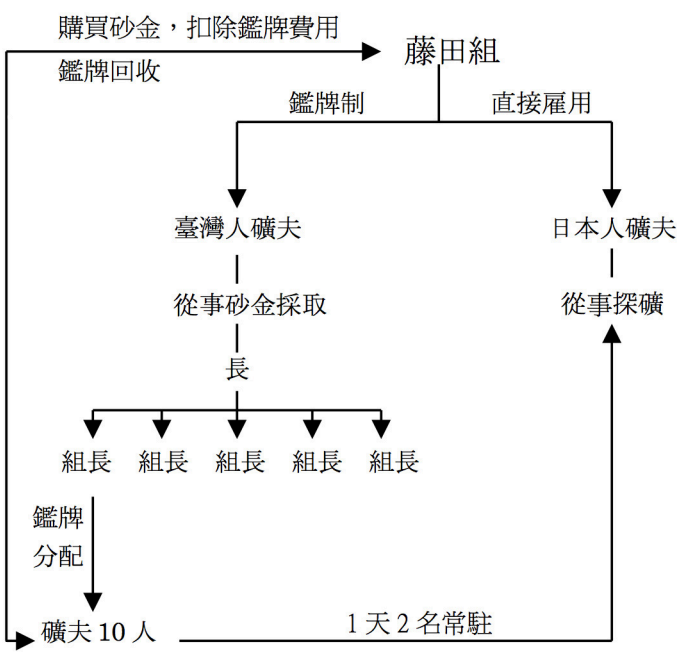 購買砂金，扣除鑑牌費用
鑑牌回收
藤田組
鑑牌制
直接雇用
臺灣人礦夫
日本人礦夫
從事砂金採取
從事探礦
長
組長 組長 組長 組長 組長
鑑牌
分配
礦夫10人
1天2名常駐